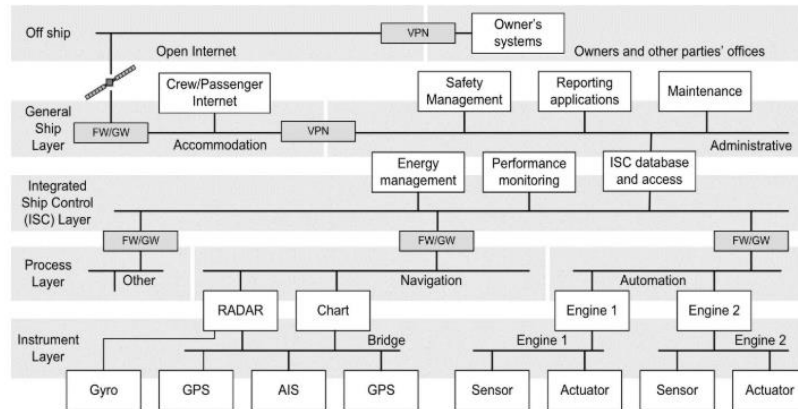 Off ship
VPN
Owner's
systems
Open Internet
Owners and other parties' offices
Crew/Passenger
Internet
Safety
Management
Reporting
applications
Maintenance
General
Ship
Layer
FW/GW
Accommodation
VPN
Administrative
Energy
management
Performance
monitoring
ISC database
and access
Integrated
Ship Control
(ISC) Layer
FW/GW
FW/GW
FW/GW
Process
Layer
Other
Navigation
Automation
RADAR
Chart
Engine 1
Engine 2
Instrument
Layer
Bridge
Engine 1
Engine 2
Gyro
GPS
AIS
GPS
Sensor
Actuator
Sensor
Actuator